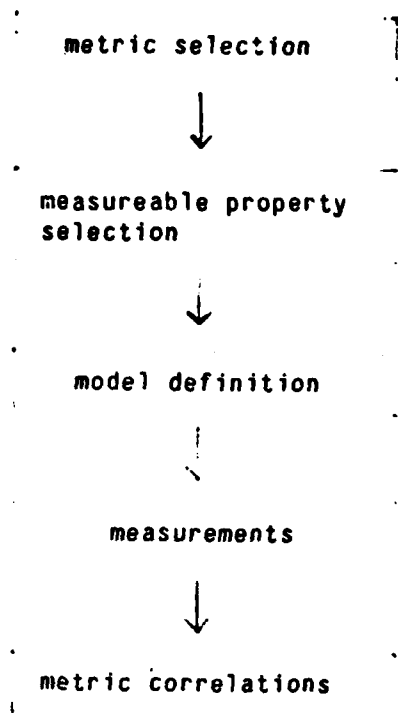 metric selection
measureable property
selection
model definition
measurements
metric correlations